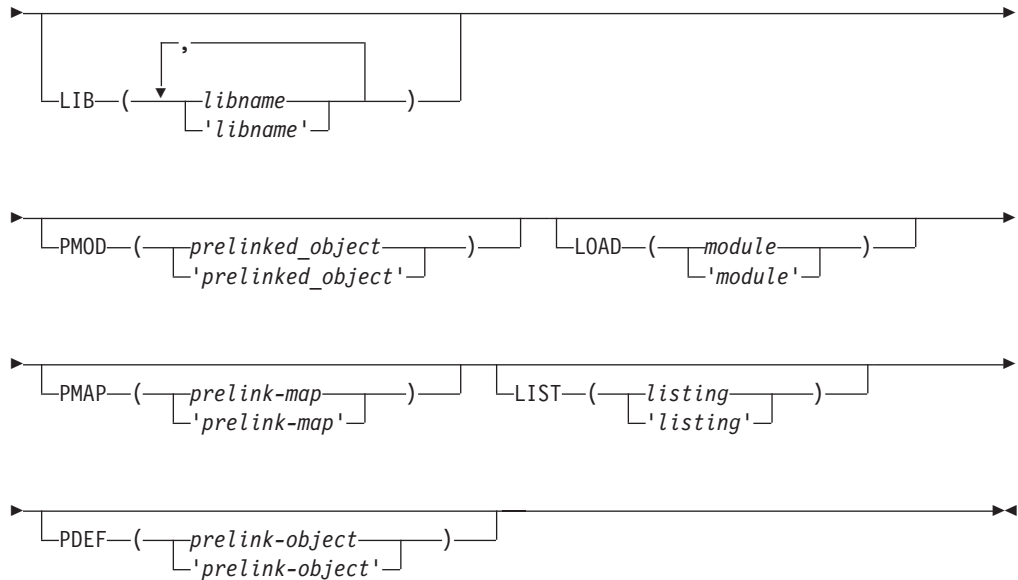 ,
LIB ( libname )
'libname'
PMOD ( prelinked_object ) LOAD ( module )
'prelinked_object' 'module'
PMAP ( prelink-map ) LIST ( listing )
'prelink-map' 'listing'
PDEF ( prelink-object )
'prelink-object'